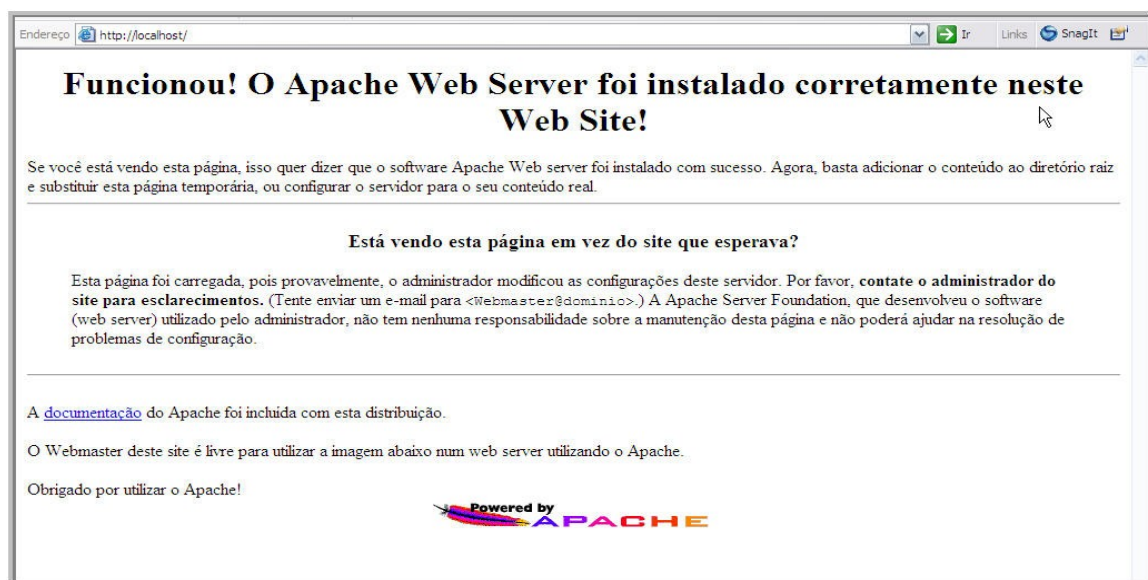 Endereço http://localhost/ Ir Links SnagIt
Funcionou! O Apache Web Server foi instalado corretamente neste
Web Site!
Se você está vendo esta página, isso quer dizer que o software Apache Web server foi instalado com sucesso. Agora, basta adicionar o conteúdo ao diretório raiz
e substituir esta página temporária, ou configurar o servidor para o seu conteúdo real.
Está vendo esta página em vez do site que esperava?
Esta página foi carregada, pois provavelmente, o administrador modificou as configurações deste servidor. Por favor, contate o administrador do
site para esclarecimentos. (Tente enviar um e-mail para <Webmaster@dominio>.) A Apache Server Foundation, que desenvolveu o software
(web server) utilizado pelo administrador, não tem nenhuma responsabilidade sobre a manutenção desta página e não poderá ajudar na resolução de
problemas de configuração.
A documentação do Apache foi incluida com esta distribuição.
O Webmaster deste site é livre para utilizar a imagem abaixo num web server utilizando o Apache.
Obrigado por utilizar o Apache!
Powered by
APACHE